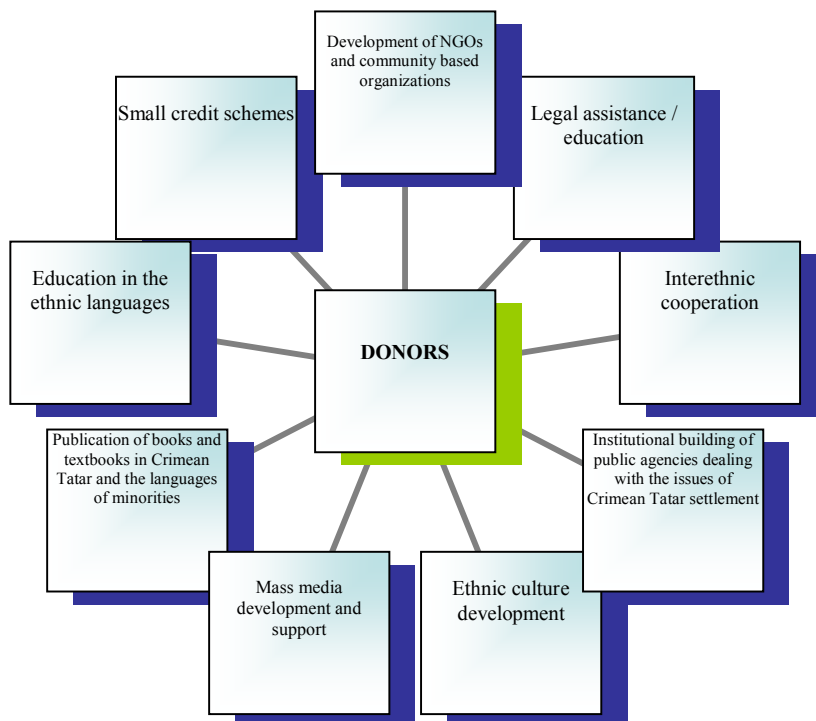 Development of NGOs
and community based
organizations
Small credit schemes
Legal assistance /
education
Education in the
ethnic languages
Interethnic
cooperation
DONORS
Publication of books and
textbooks in Crimean
Tatar and the languages
of minorities
Institutional building of
public agencies dealing
with the issues of
Crimean Tatar settlement
Mass media
development and
support
Ethnic culture
development